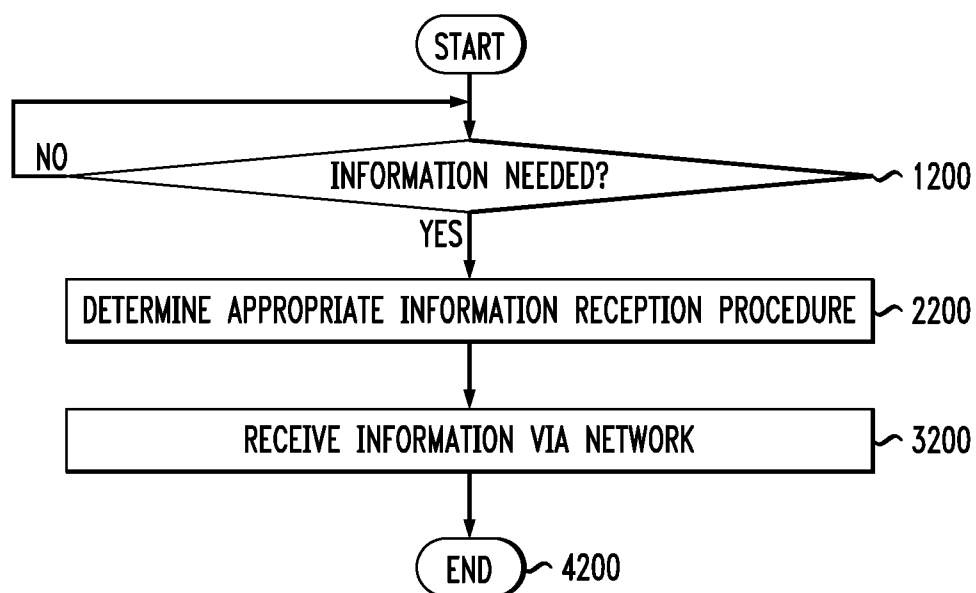 START
NO
INFORMATION NEEDED?
1200
YES
DETERMINE APPROPRIATE INFORMATION RECEPTION PROCEDURE
2200
RECEIVE INFORMATION VIA NETWORK
3200
END
4200